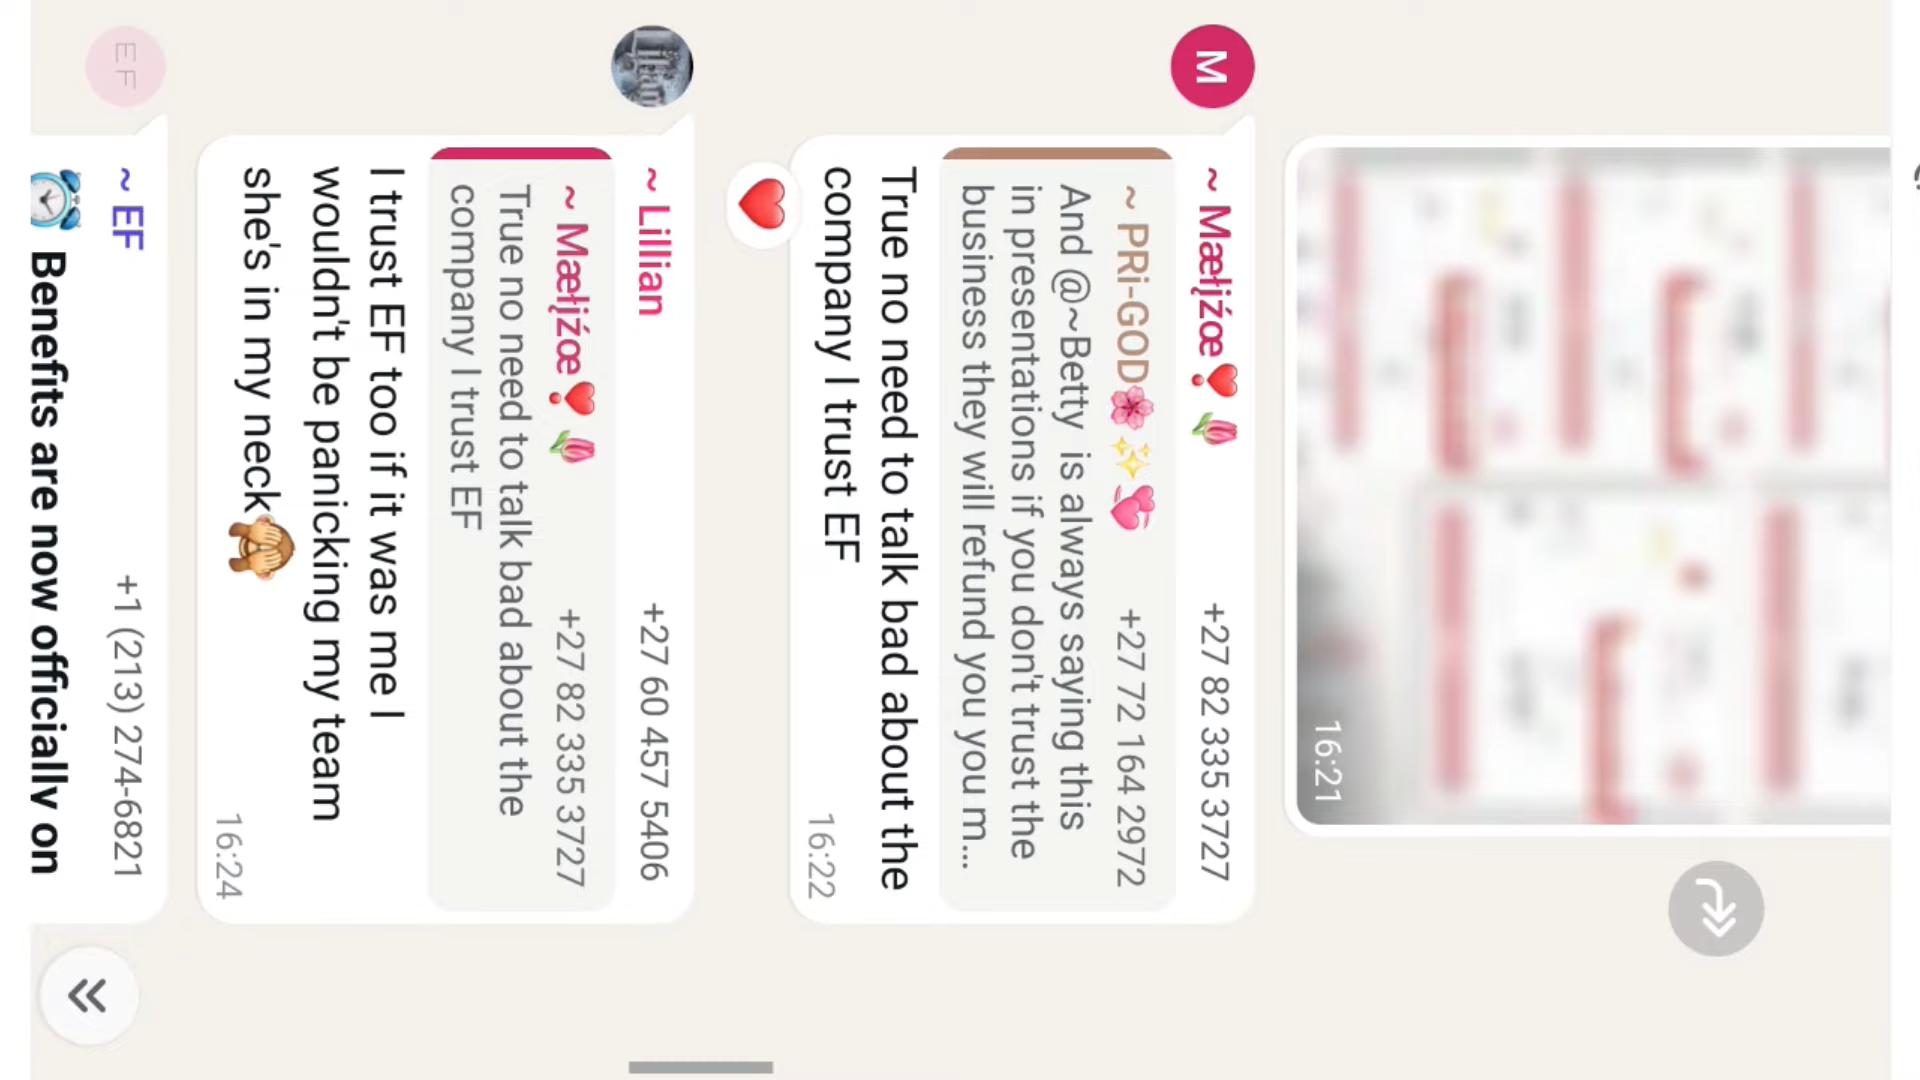 16:21
M
~ Mæłįźœ❣️🌷 +27 82 335 3727
~ PRi-GOD🌸✨💞 +27 72 164 2972
And @~Betty is always saying this
in presentations if you don't trust the
business they will refund you you m...
True no need to talk bad about the
company I trust EF
16:22
❤️
~ Lillian +27 60 457 5406
~ Mæłįźœ❣️🌷 +27 82 335 3727
True no need to talk bad about the
company I trust EF
I trust EF too if it was me I
wouldn't be panicking my team
she's in my neck🙈
16:24
EF
~ EF +1 (213) 274-6821
⏰ Benefits are now officially on